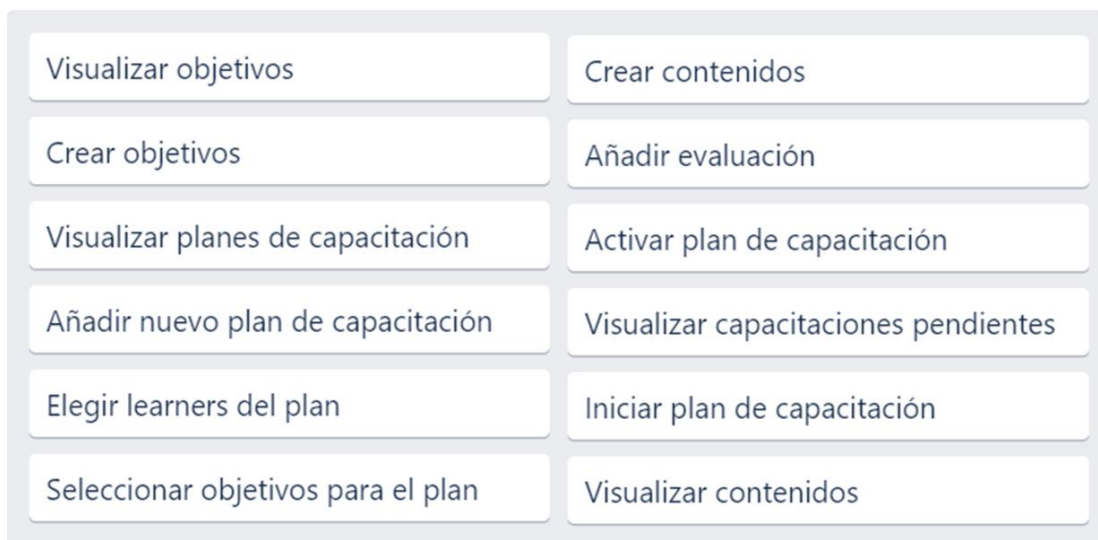 Visualizar objetivos
Crear objetivos
Visualizar planes de capacitación
Añadir nuevo plan de capacitación
Elegir learners del plan
Seleccionar objetivos para el plan
Crear contenidos
Añadir evaluación
Activar plan de capacitación
Visualizar capacitaciones pendientes
Iniciar plan de capacitación
Visualizar contenidos